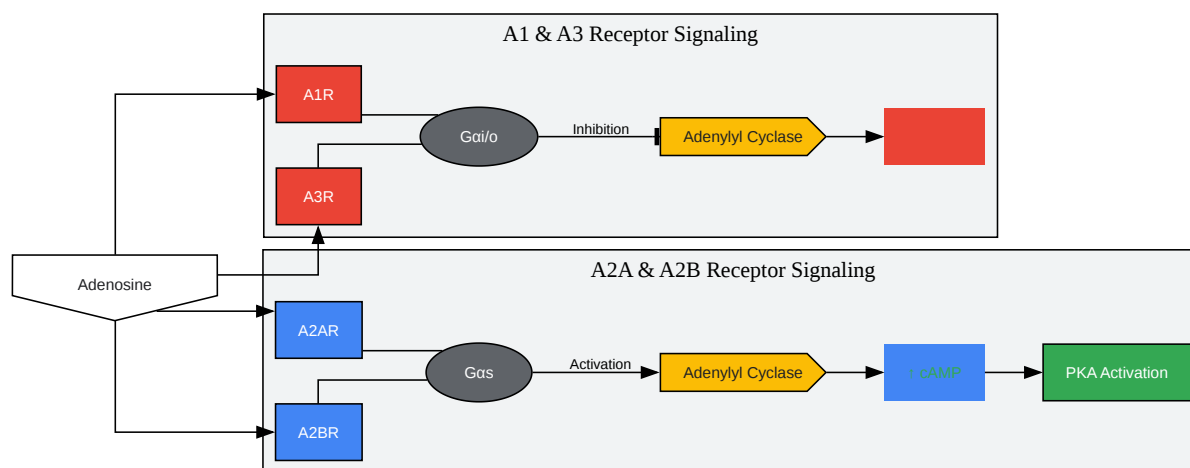 A1 & A3 Receptor Signaling
A1R
Gαi/o
Inhibition
Adenylyl Cyclase
A3R
Adenosine
A2A & A2B Receptor Signaling
A2AR
Gαs
Activation
Adenylyl Cyclase
↑ cAMP
PKA Activation
A2BR